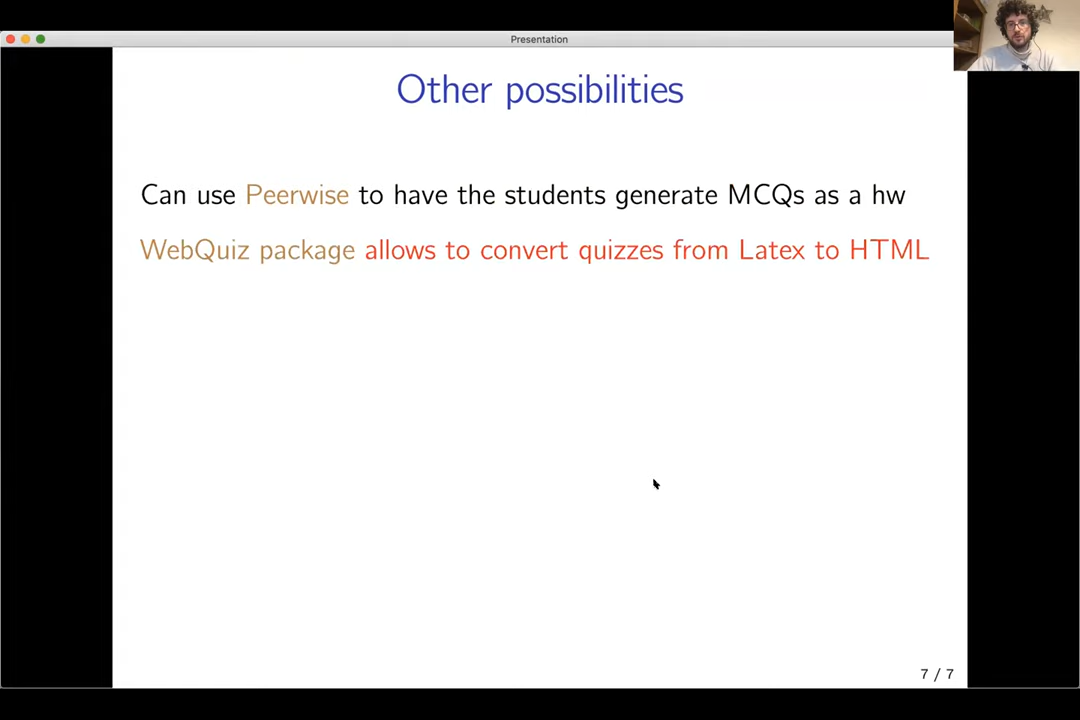 Presentation
Other possibilities
Can use Peerwise to have the students generate MCQs as a hw
WebQuiz package allows to convert quizzes from Latex to HTML
7 / 7